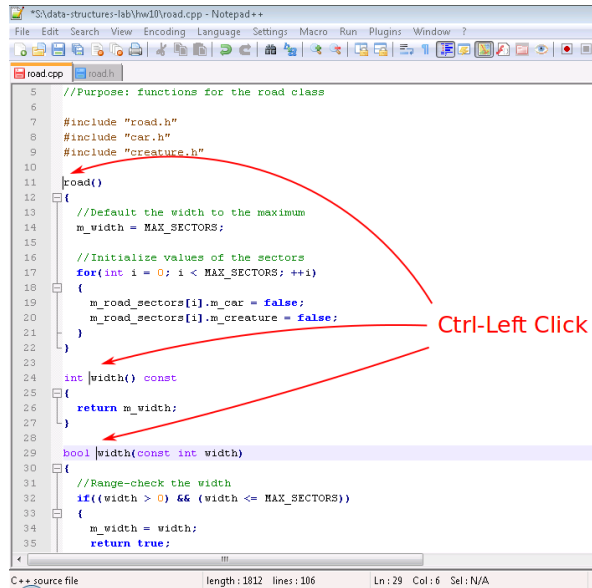 *S:\data-structures-lab\hw10\road.cpp - Notepad++
File Edit Search View Encoding Language Settings Macro Run Plugins Window ?
road.cpp road.h
5 //Purpose: functions for the road class
6
7 #include "road.h"
8 #include "car.h"
9 #include "creature.h"
10
11 road()
12 {
13 //Default the width to the maximum
14 m_width = MAX_SECTORS;
15
16 //Initialize values of the sectors
17 for(int i = 0; i < MAX_SECTORS; ++i)
18 {
19 m_road_sectors[i].m_car = false;
20 m_road_sectors[i].m_creature = false;
21 }
22 }
23
24 int width() const
25 {
26 return m_width;
27 }
28
29 bool width(const int width)
30 {
31 //Range-check the width
32 if((width > 0) && (width <= MAX_SECTORS))
33 {
34 m_width = width;
35 return true;
Ctrl-Left Click
C++ source file length : 1812 lines : 106 Ln : 29 Col : 6 Sel : N/A